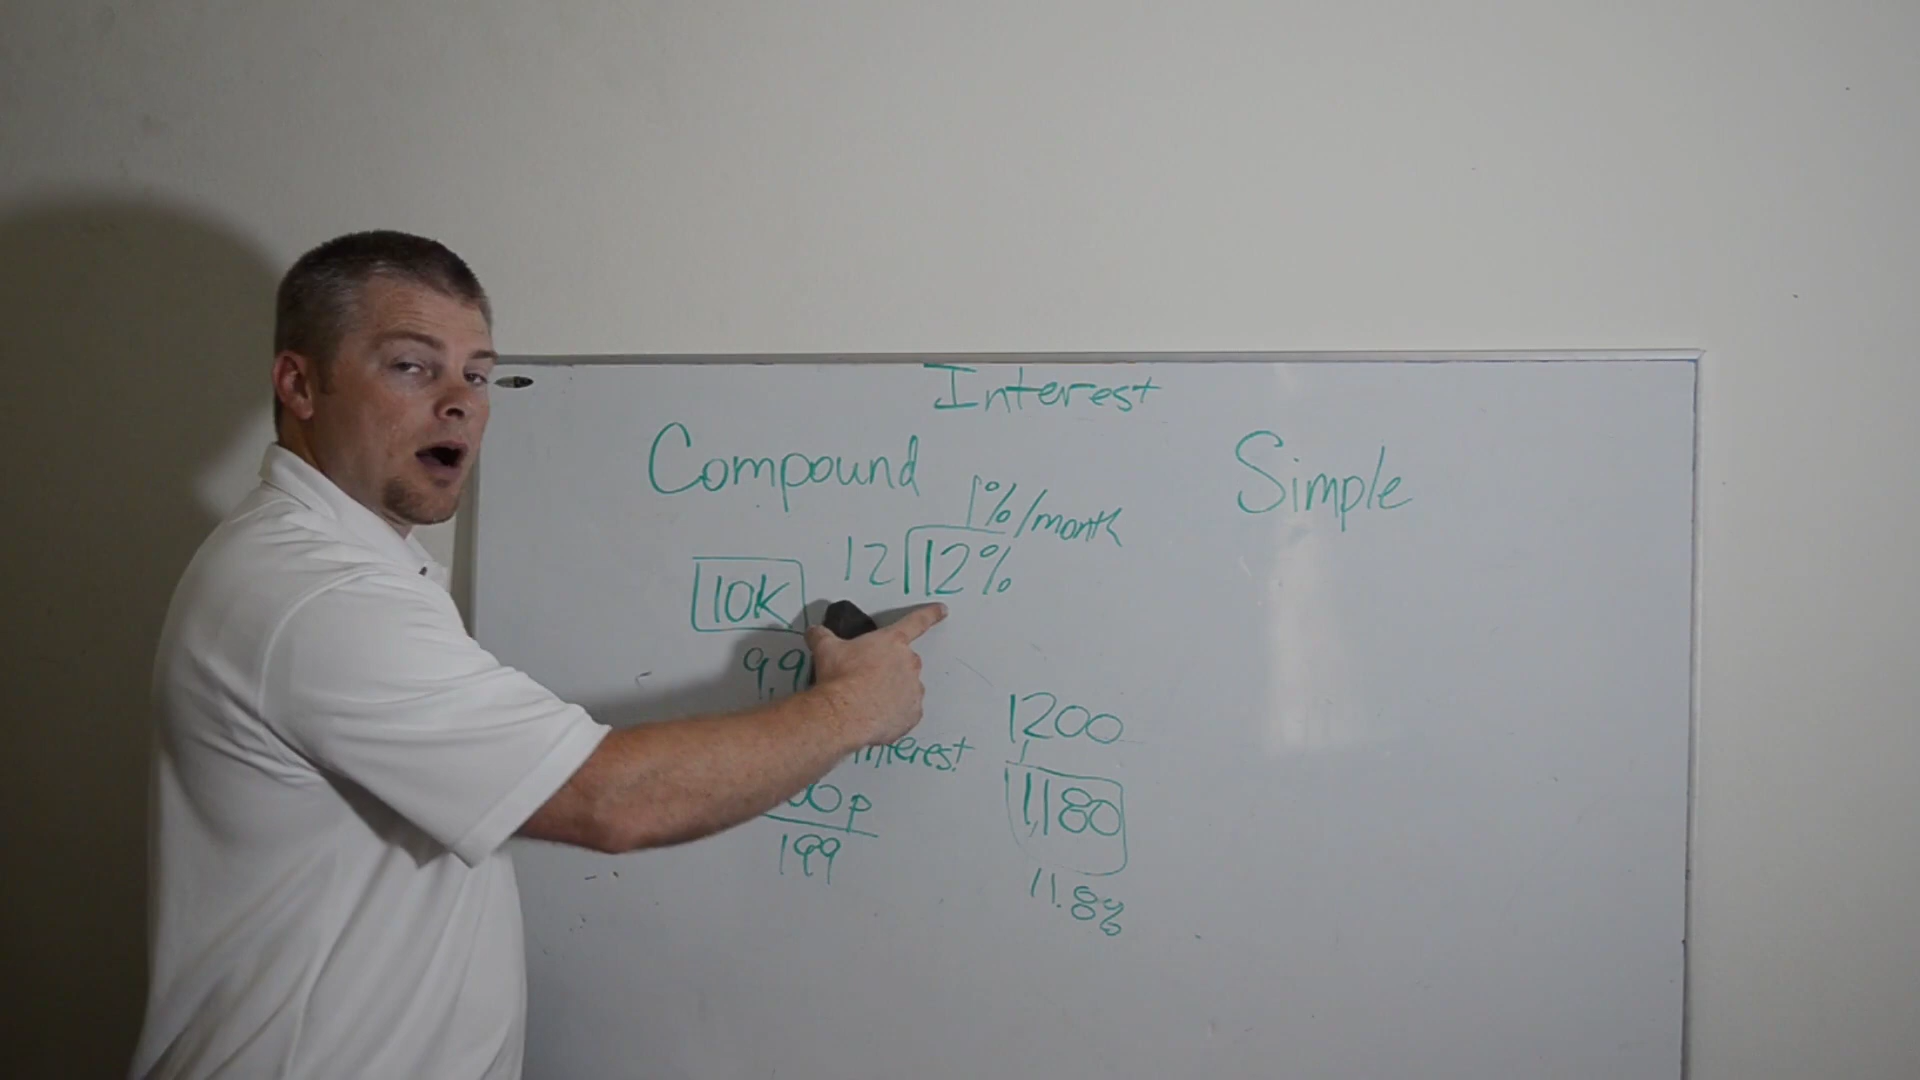 Interest
Compound
Simple
1%/month
12 12%
10K
9,9
1200
interest
1,180
p
199
11.8%